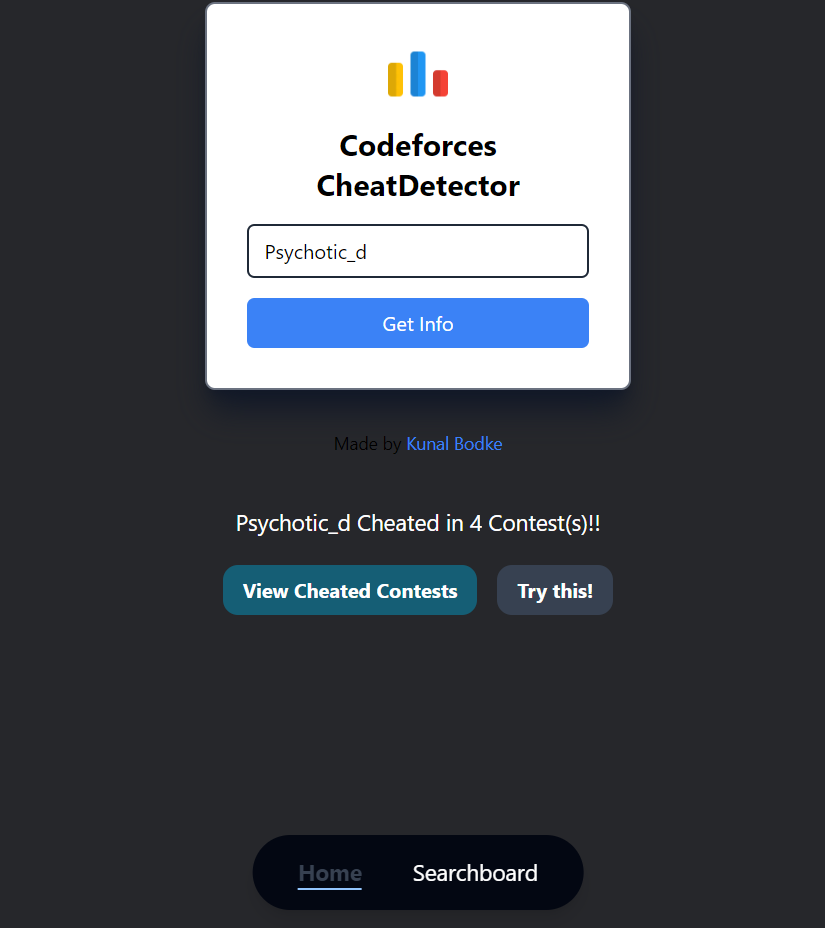 Codeforces
CheatDetector
Psychotic_d
Get Info
Made by Kunal Bodke
Psychotic_d Cheated in 4 Contest(s)!!
View Cheated Contests Try this!
Home Searchboard